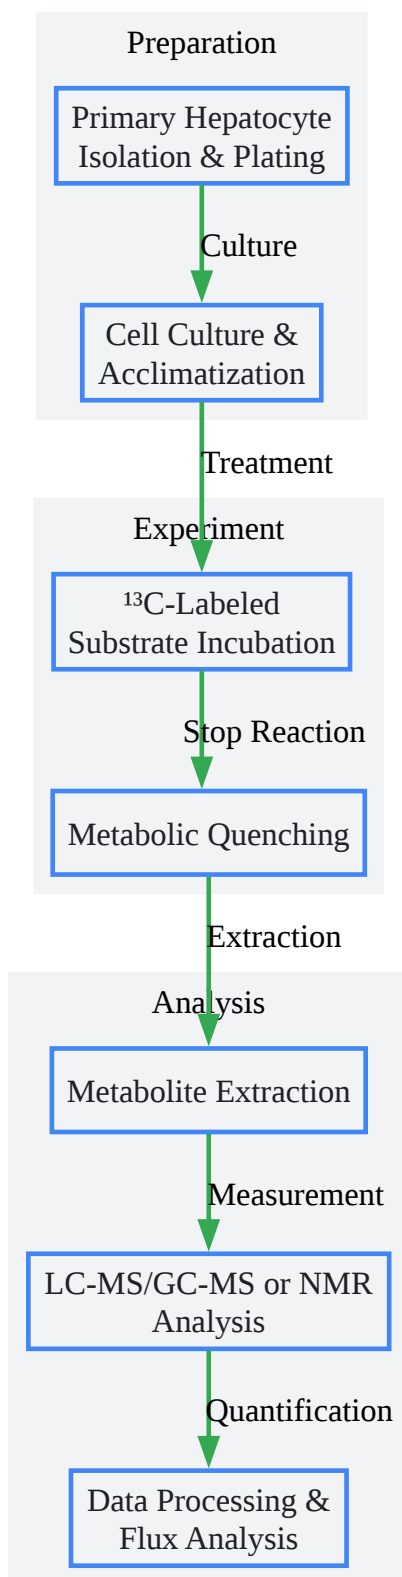 Preparation
Primary Hepatocyte
Isolation & Plating
Culture
Cell Culture &
Acclimatization
Treatment
Experiment
¹³C-Labeled
Substrate Incubation
Stop Reaction
Metabolic Quenching
Extraction
Analysis
Metabolite Extraction
Measurement
LC-MS/GC-MS or NMR
Analysis
Quantification
Data Processing &
Flux Analysis